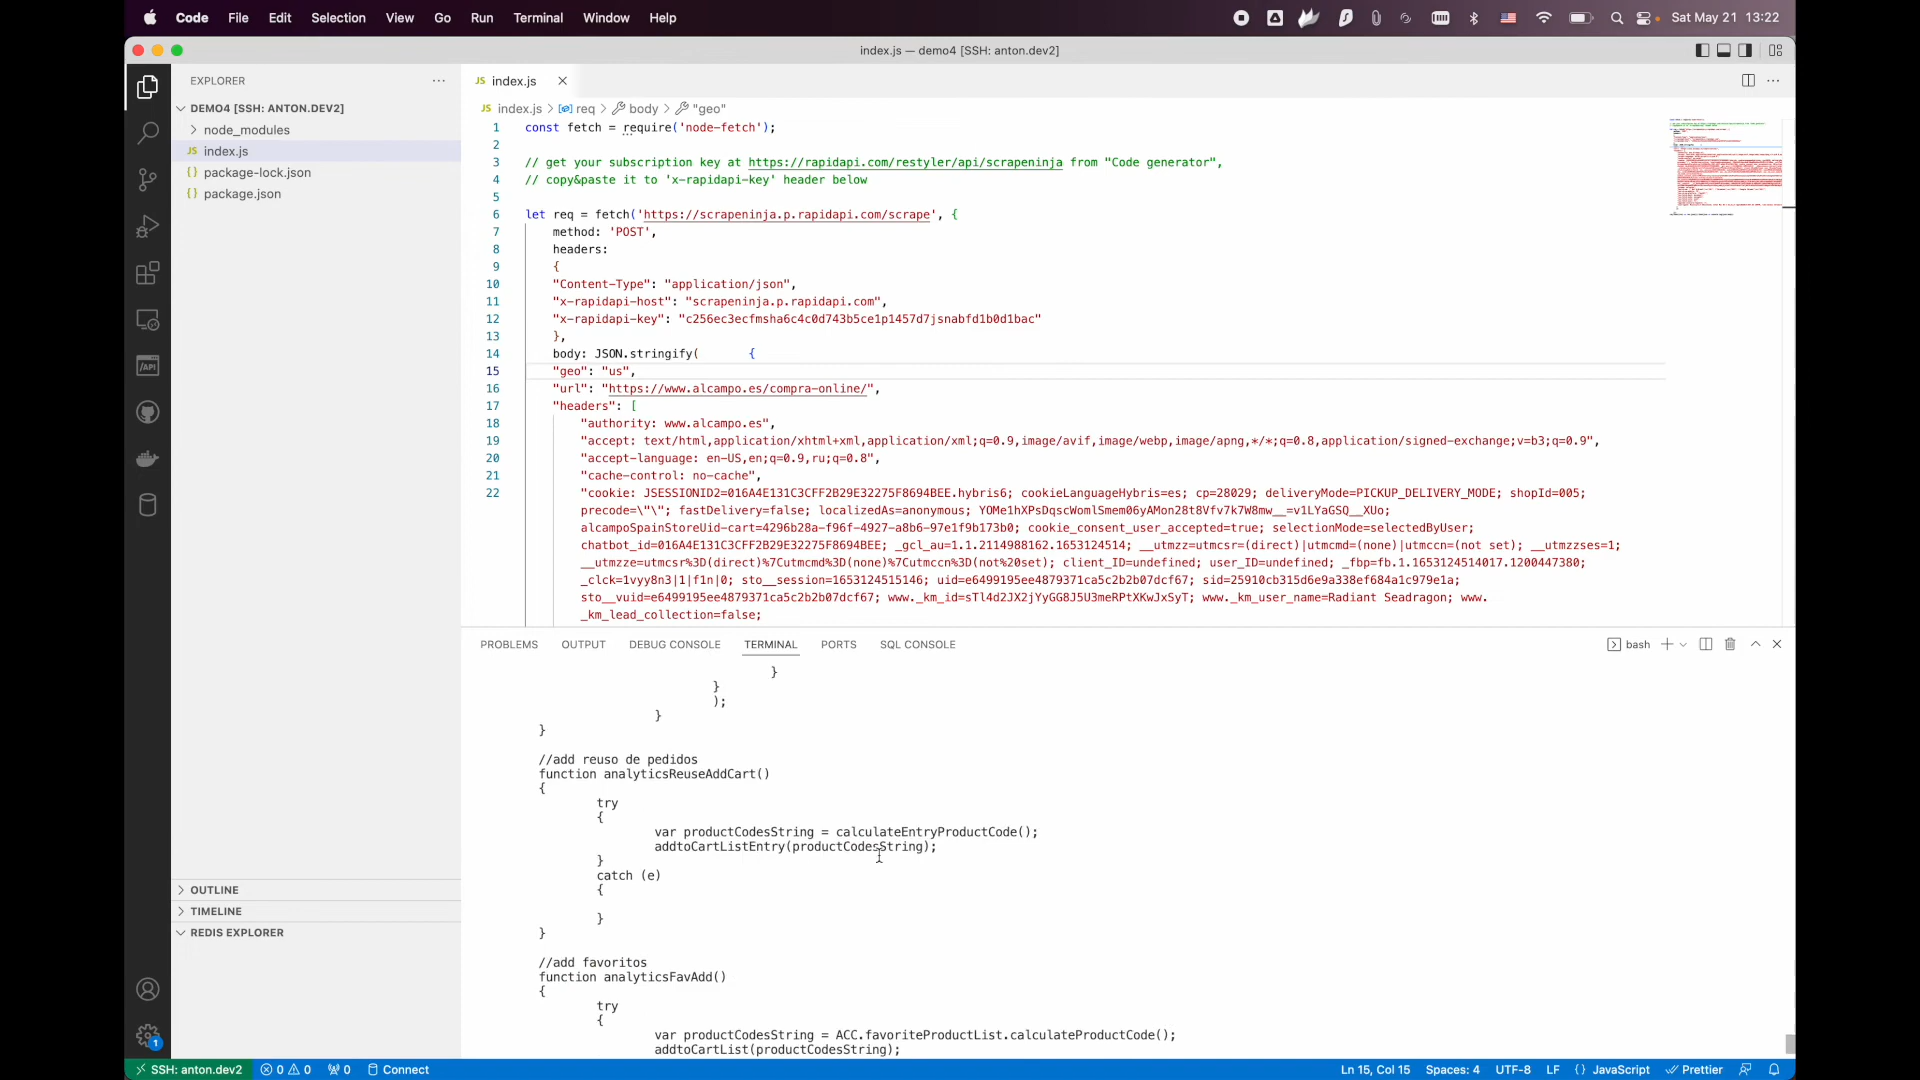 Code File Edit Selection View Go Run Terminal Window Help Sat May 21 13:22
index.js — demo4 [SSH: anton.dev2]
EXPLORER
DEMO4 [SSH: ANTON.DEV2]
node_modules
JS index.js
{} package-lock.json
{} package.json
OUTLINE
TIMELINE
REDIS EXPLORER
/API
1
JS index.js
JS index.js > req > body > "geo"
1 const fetch = require('node-fetch');
2
3 // get your subscription key at https://rapidapi.com/restyler/api/scrapeninja from "Code generator",
4 // copy&paste it to 'x-rapidapi-key' header below
5
6 let req = fetch('https://scrapeninja.p.rapidapi.com/scrape', {
7 method: 'POST',
8 headers:
9 {
10 "Content-Type": "application/json",
11 "x-rapidapi-host": "scrapeninja.p.rapidapi.com",
12 "x-rapidapi-key": "c256ec3ecfmsha6c4c0d743b5ce1p1457d7jsnabfd1b0d1bac"
13 },
14 body: JSON.stringify( {
15 "geo": "us",
16 "url": "https://www.alcampo.es/compra-online/",
17 "headers": [
18 "authority: www.alcampo.es",
19 "accept: text/html,application/xhtml+xml,application/xml;q=0.9,image/avif,image/webp,image/apng,*/*;q=0.8,application/signed-exchange;v=b3;q=0.9",
20 "accept-language: en-US,en;q=0.9,ru;q=0.8",
21 "cache-control: no-cache",
22 "cookie: JSESSIONID2=016A4E131C3CFF2B29E32275F8694BEE.hybris6; cookieLanguageHybris=es; cp=28029; deliveryMode=PICKUP_DELIVERY_MODE; shopId=005;
precode=\"\"; fastDelivery=false; localizedAs=anonymous; YOMe1hXPsDqscWomlSmem06yAMon28t8Vfv7k7W8mw__=v1LYaGSQ__XUo;
alcampoSpainStoreUid-cart=4296b28a-f96f-4927-a8b6-97e1f9b173b0; cookie_consent_user_accepted=true; selectionMode=selectedByUser;
chatbot_id=016A4E131C3CFF2B29E32275F8694BEE; _gcl_au=1.1.2114988162.1653124514; __utmzz=utmcsr=(direct)|utmcmd=(none)|utmccn=(not set); __utmzzses=1;
__utmzze=utmcsr%3D(direct)%7Cutmcmd%3D(none)%7Cutmccn%3D(not%20set); client_ID=undefined; user_ID=undefined; _fbp=fb.1.1653124514017.1200447380;
_clck=1vyy8n3|1|f1n|0; sto__session=1653124515146; uid=e6499195ee4879371ca5c2b2b07dcf67; sid=25910cb315d6e9a338ef684a1c979e1a;
sto__vuid=e6499195ee4879371ca5c2b2b07dcf67; www._km_id=sTl4d2JX2jYyGG8J5U3meRPtXKwJxSyT; www._km_user_name=Radiant Seadragon; www.
_km_lead_collection=false;
PROBLEMS OUTPUT DEBUG CONSOLE TERMINAL PORTS SQL CONSOLE bash
}
}
);
}
}
//add reuso de pedidos
function analyticsReuseAddCart()
{
try
{
var productCodesString = calculateEntryProductCode();
addtoCartListEntry(productCodesString);
}
catch (e)
{
}
}
//add favoritos
function analyticsFavAdd()
{
try
{
var productCodesString = ACC.favoriteProductList.calculateProductCode();
addtoCartList(productCodesString);
SSH: anton.dev2 0 0 0 Connect Ln 15, Col 15 Spaces: 4 UTF-8 LF {} JavaScript Prettier